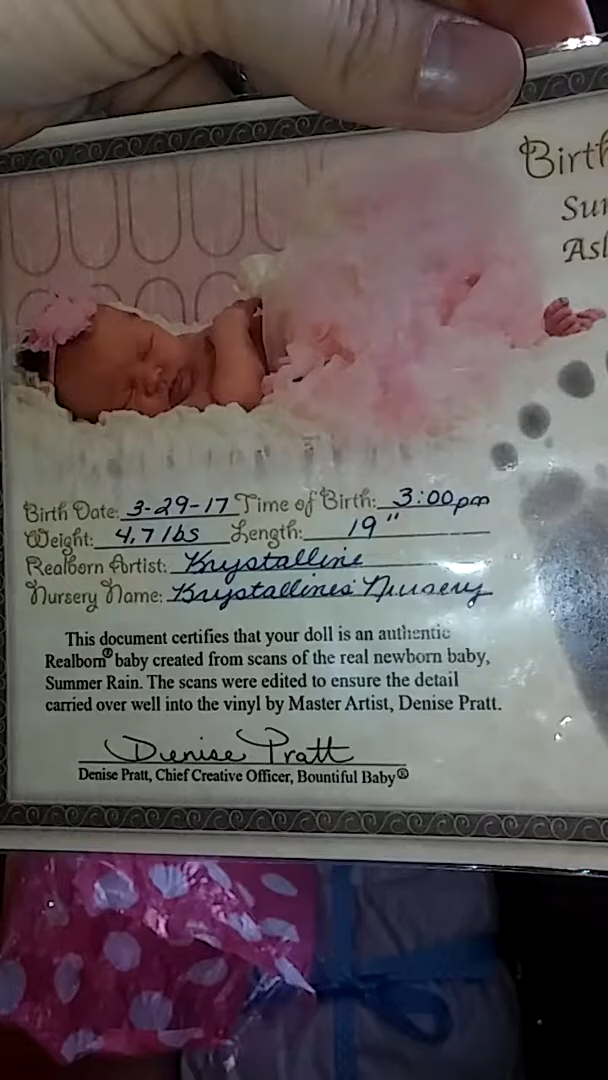 Birth
Sum
Asl
Birth Date: 3-29-17 Time of Birth: 3:00pm
Weight: 4.7 lbs Length: 19"
Realborn Artist: Krystalline
Nursery Name: Krystallines' Nursery
This document certifies that your doll is an authentic
Realborn® baby created from scans of the real newborn baby,
Summer Rain. The scans were edited to ensure the detail
carried over well into the vinyl by Master Artist, Denise Pratt.
Denise Pratt
Denise Pratt, Chief Creative Officer, Bountiful Baby®